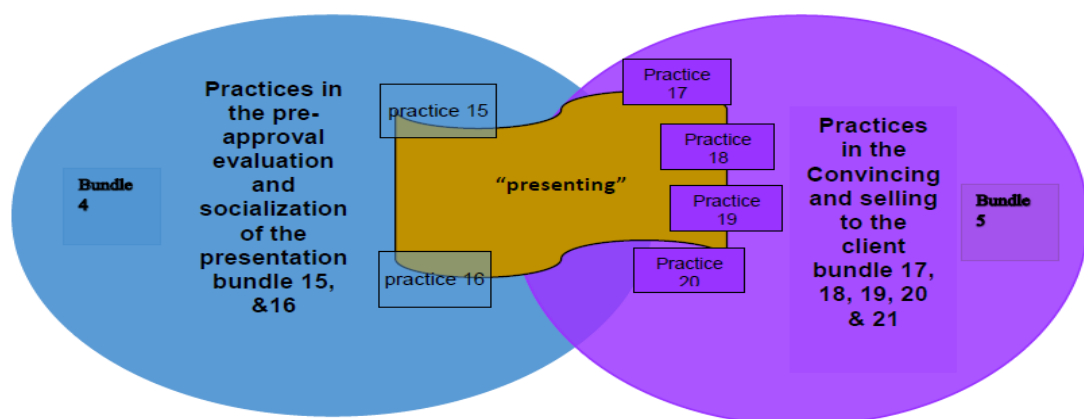 Bundle
4
Practices in
the pre-
approval
evaluation
and
socialization
of the
presentation
bundle 15,
&16
practice 15
practice 16
“presenting”
Practice
17
Practice
18
Practice
19
Practice
20
Practices
in the
Convincing
and selling
to the
client
bundle 17,
18, 19, 20
& 21
Bundle
5